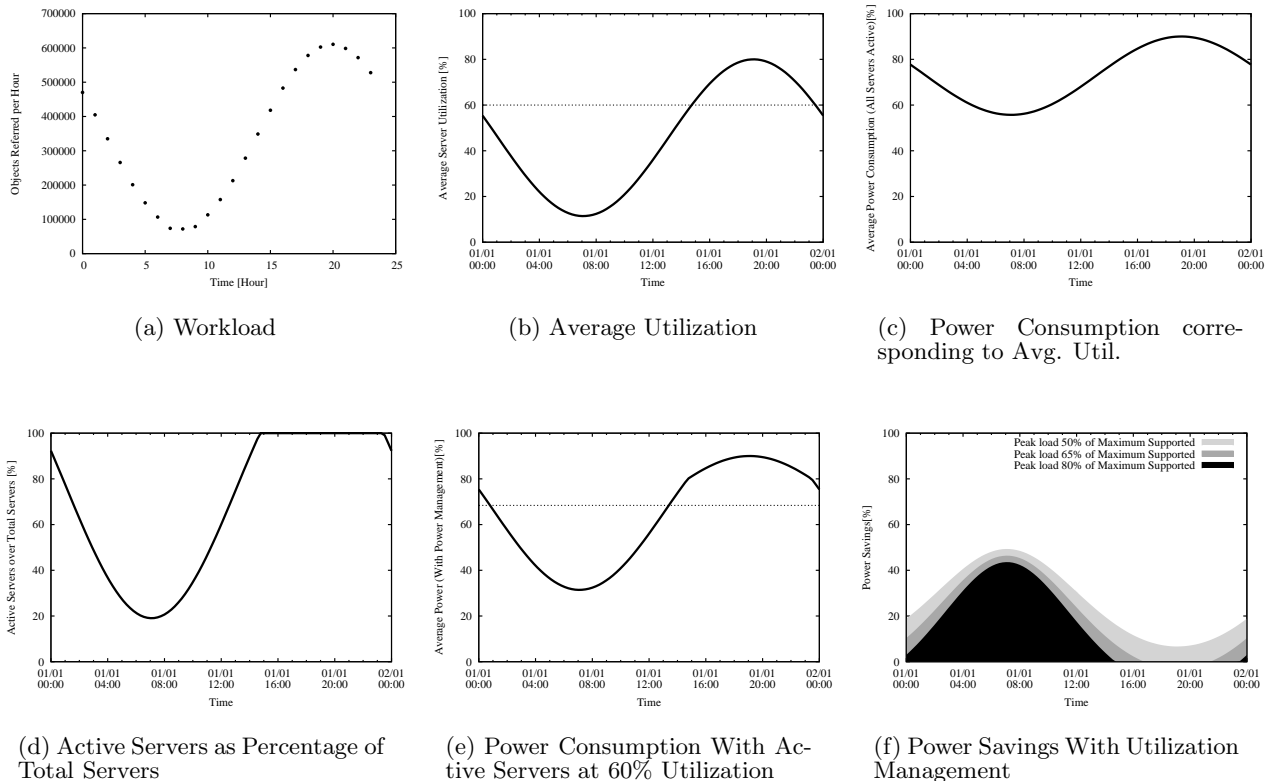 Objects Referred per Hour
700000
600000
500000
400000
300000
200000
100000
0
0 5 10 15 20 25
Time [Hour]
(a) Workload
Average Server Utilization [%]
100
80
60
40
20
0
01/01 01/01 01/01 01/01 01/01 01/01 02/01
00:00 04:00 08:00 12:00 16:00 20:00 00:00
Time
(b) Average Utilization
Average Power Consumption (All Servers Active)[%]
100
80
60
40
20
0
01/01 01/01 01/01 01/01 01/01 01/01 02/01
00:00 04:00 08:00 12:00 16:00 20:00 00:00
Time
(c) Power Consumption corre-
sponding to Avg. Util.
Active Servers over Total Servers [%]
100
80
60
40
20
0
01/01 01/01 01/01 01/01 01/01 01/01 02/01
00:00 04:00 08:00 12:00 16:00 20:00 00:00
Time
(d) Active Servers as Percentage of
Total Servers
Average Power (With Power Management)[%]
100
80
60
40
20
0
01/01 01/01 01/01 01/01 01/01 01/01 02/01
00:00 04:00 08:00 12:00 16:00 20:00 00:00
Time
(e) Power Consumption With Ac-
tive Servers at 60% Utilization
Power Savings[%]
100
80
60
40
20
0
Peak load 50% of Maximum Supported
Peak load 65% of Maximum Supported
Peak load 80% of Maximum Supported
01/01 01/01 01/01 01/01 01/01 01/01 02/01
00:00 04:00 08:00 12:00 16:00 20:00 00:00
Time
(f) Power Savings With Utilization
Management